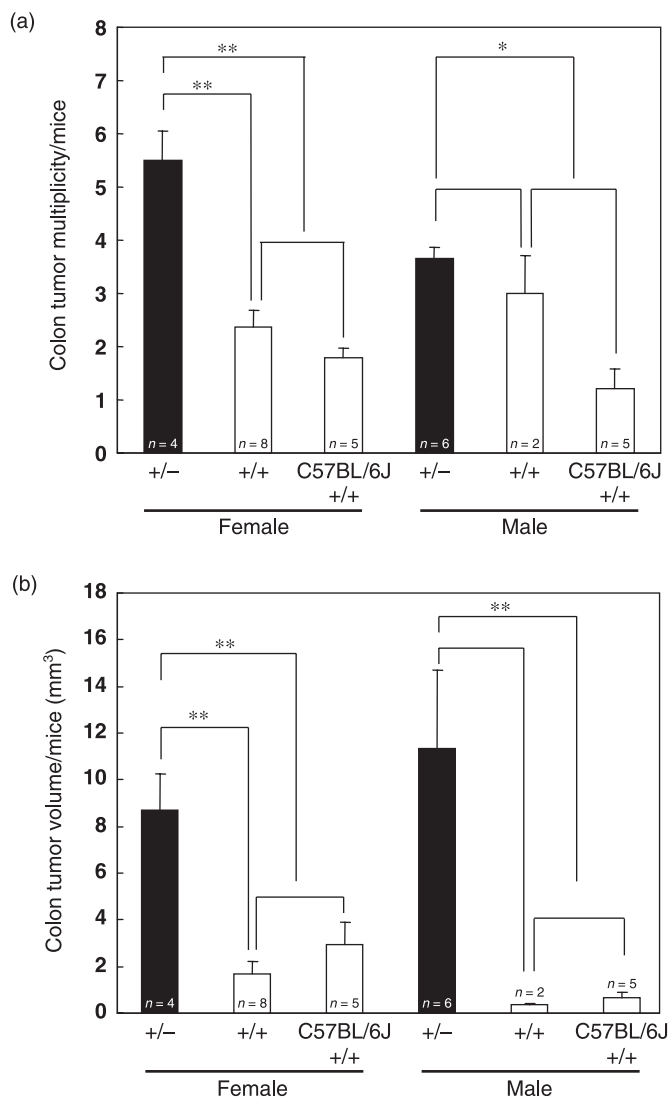 (a)
Colon tumor multiplicity/mice
8
7
6
5
4
3
2
1
0
**
**
*
n = 4
n = 8
n = 5
n = 6
n = 2
n = 5
+/− +/+ C57BL/6J +/− +/+ C57BL/6J
+/+ +/+
Female Male
(b)
Colon tumor volume/mice (mm³)
18
16
14
12
10
8
6
4
2
0
**
**
**
n = 4
n = 8
n = 5
n = 6
n = 2
n = 5
+/− +/+ C57BL/6J +/− +/+ C57BL/6J
+/+ +/+
Female Male